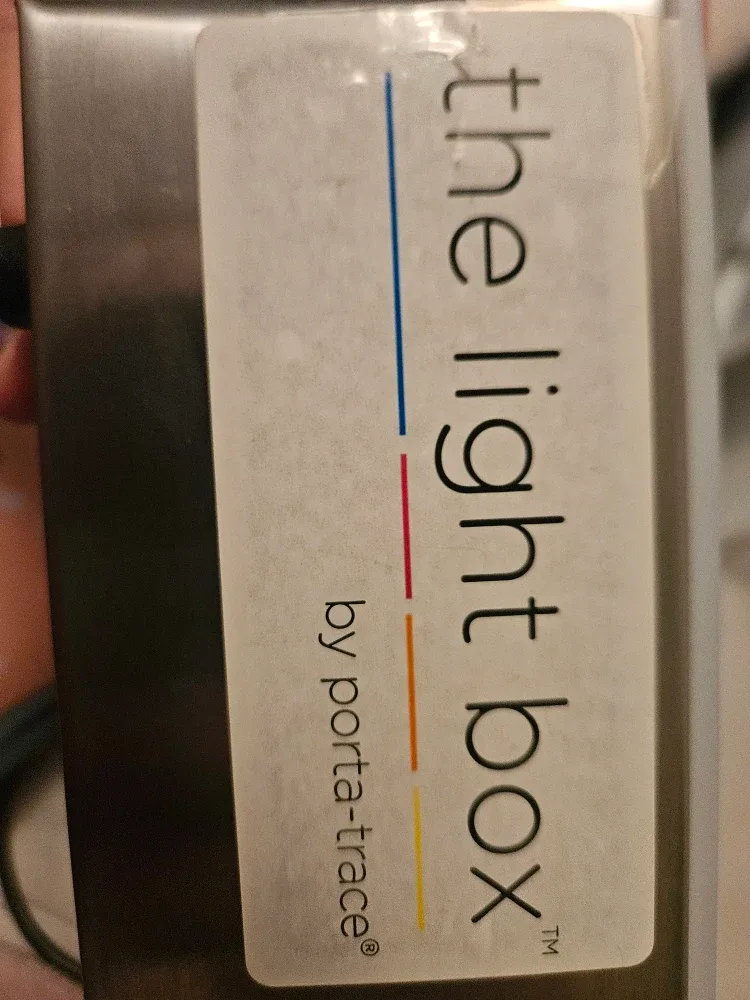 the light box™
by porta-trace®